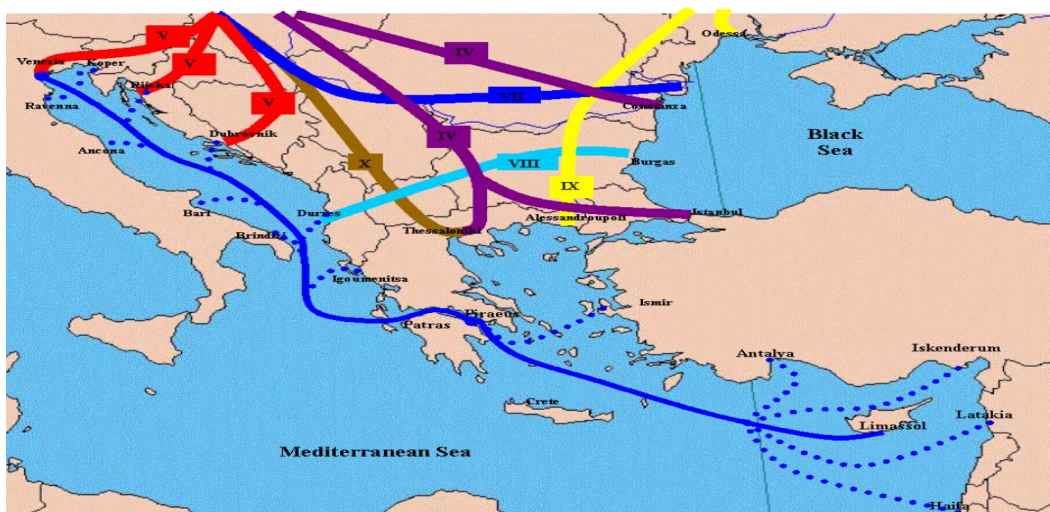 Odessa
V
IV
Venezia
Koper
V
Rijeka
Ravenna
V
VII
Constanza
Dubrovnik
IV
Black
Sea
Ancona
X
VIII
Burgas
IX
Bari
Durres
Alessandroupoli
Istanbul
Brindizi
Thessaloniki
Igoumenitsa
Ismir
Patras
Piraeus
Antalya
Iskenderum
Crete
Limassol
Latakia
Mediterranean Sea
Haifa